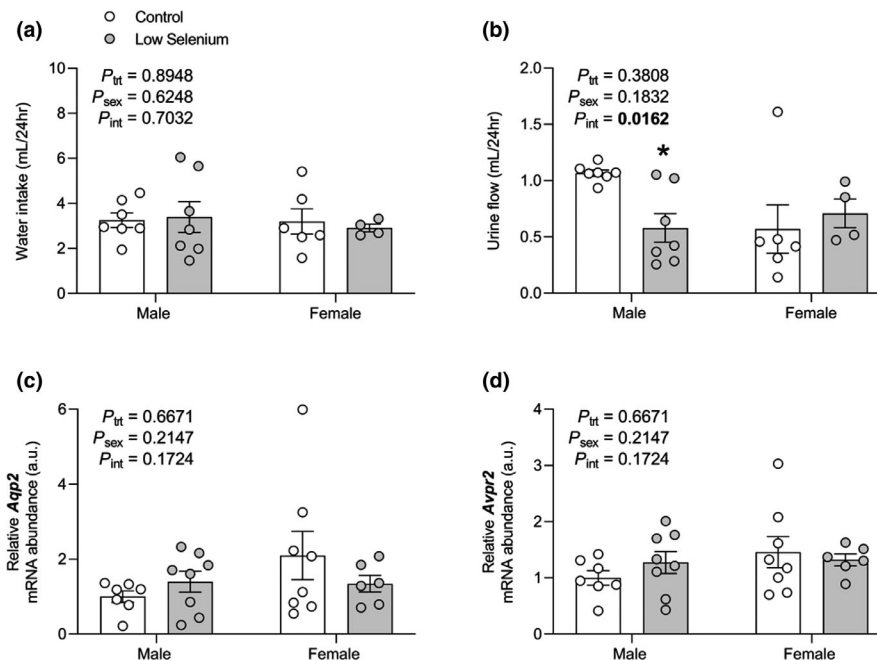 Control
Low Selenium
(a)
P_trt = 0.8948
P_sex = 0.6248
P_int = 0.7032
Water intake (mL/24hr)
10
8
6
4
2
0
Male
Female
(b)
P_trt = 0.3808
P_sex = 0.1832
P_int = 0.0162
*
Urine flow (mL/24hr)
2.0
1.5
1.0
0.5
0.0
Male
Female
(c)
P_trt = 0.6671
P_sex = 0.2147
P_int = 0.1724
Relative Aqp2
mRNA abundance (a.u.)
6
4
2
0
Male
Female
(d)
P_trt = 0.6671
P_sex = 0.2147
P_int = 0.1724
Relative Avpr2
mRNA abundance (a.u.)
4
3
2
1
0
Male
Female